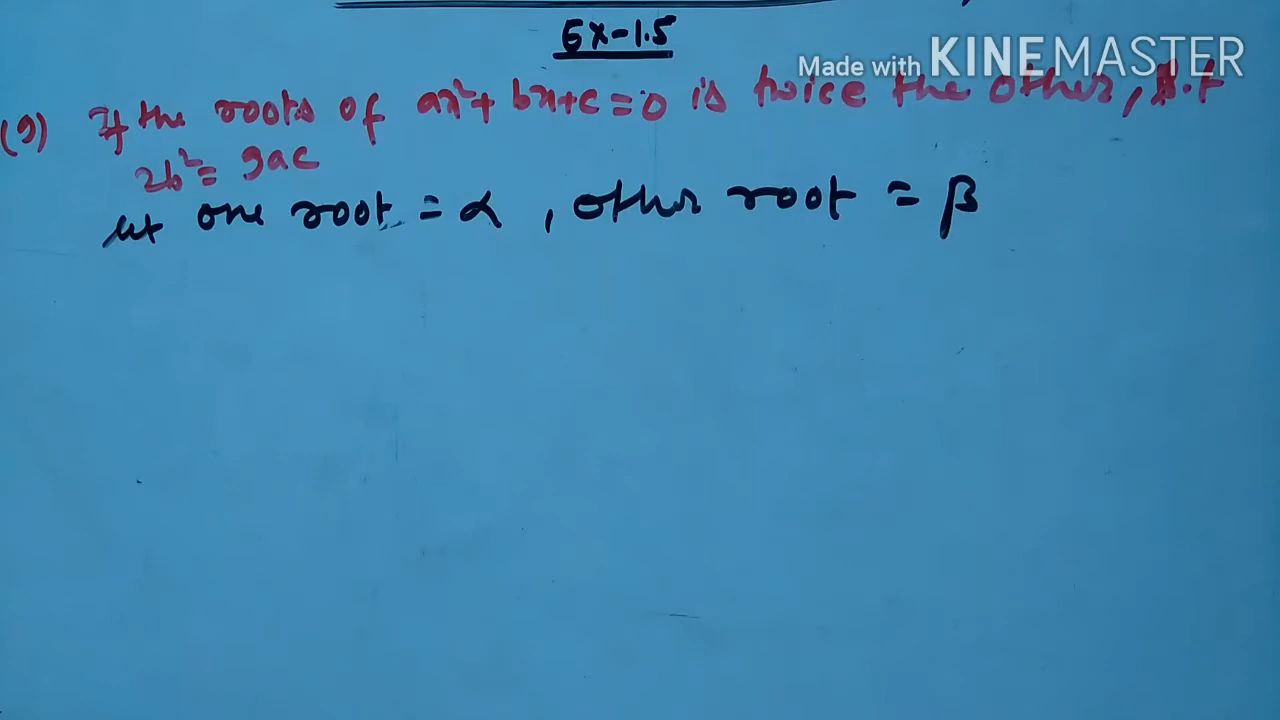 Ex-1.5
Made with KINEMASTER
(9) If the roots of ax²+bx+c=0 is twice the other, S.t
2b²=9ac
let one root = α, other root = β